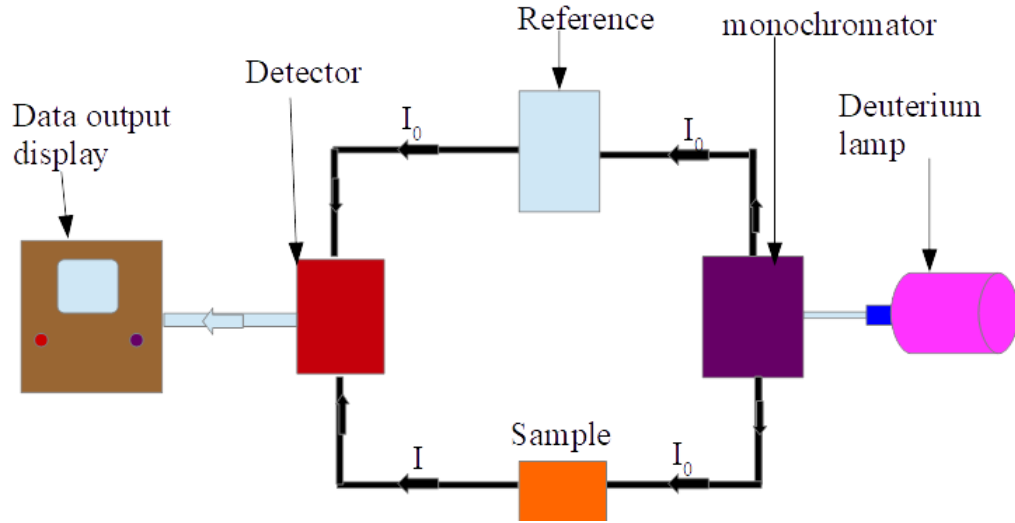 Reference
monochromator
Detector
Deuterium
lamp
Data output
display
I₀
I₀
Sample
I
I₀